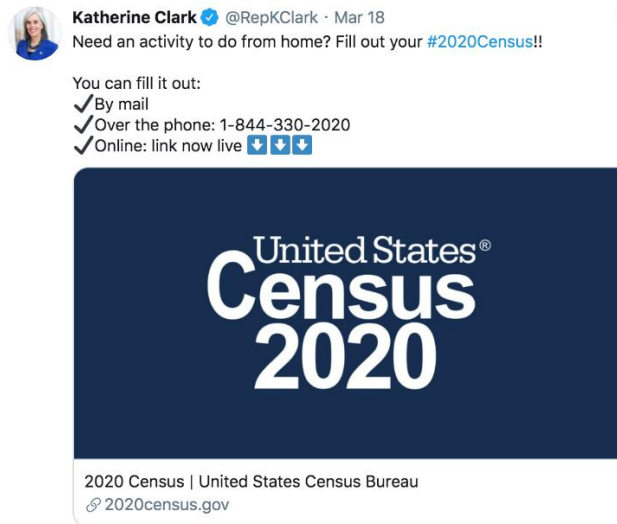 Katherine Clark @RepKClark · Mar 18
Need an activity to do from home? Fill out your #2020Census!!
You can fill it out:
✔By mail
✔Over the phone: 1-844-330-2020
✔Online: link now live ⬇⬇⬇
United States®
Census
2020
2020 Census | United States Census Bureau
2020census.gov